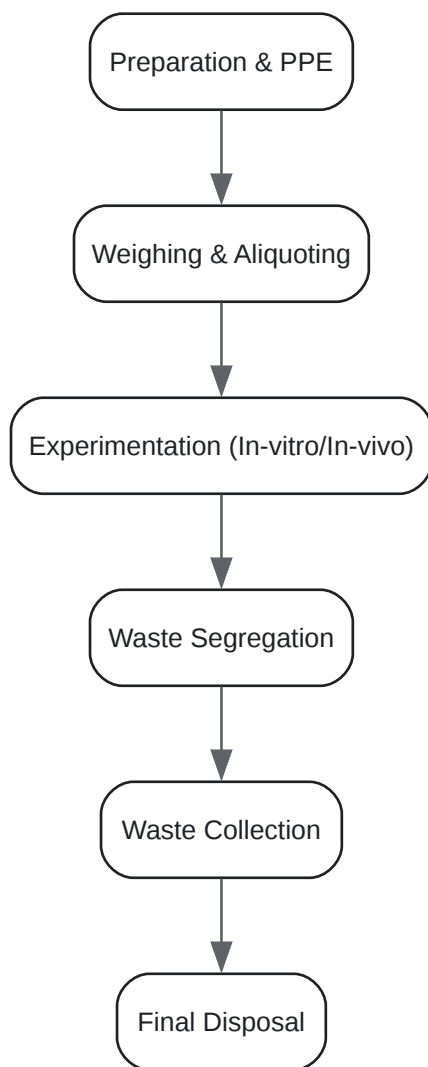 Preparation & PPE
Weighing & Aliquoting
Experimentation (In-vitro/In-vivo)
Waste Segregation
Waste Collection
Final Disposal